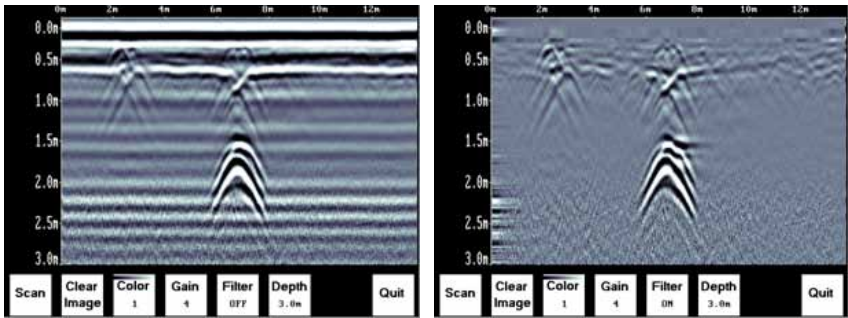 0m 2m 4m 6m 8m 10m 12m
0.0m
0.5m
1.0m
1.5m
2.0m
2.5m
3.0m
Scan
Clear Image
Color 1
Gain 4
Filter OFF
Depth 3.0m
Quit
0m 2m 4m 6m 8m 10m 12m
0.0m
0.5m
1.0m
1.5m
2.0m
2.5m
3.0m
Scan
Clear Image
Color 1
Gain 4
Filter ON
Depth 3.0m
Quit